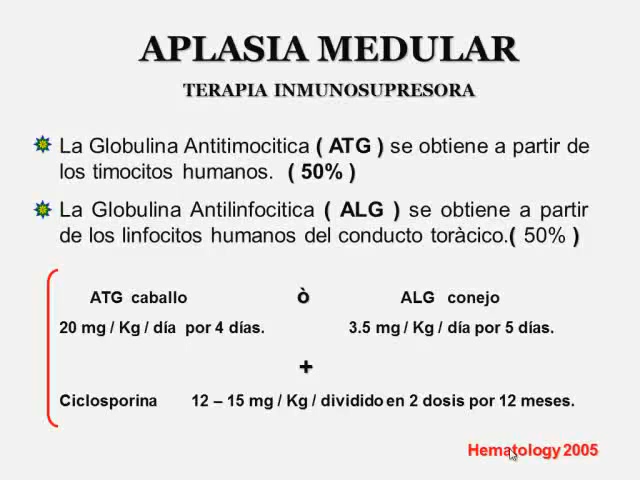 APLASIA MEDULAR
TERAPIA INMUNOSUPRESORA
La Globulina Antitimocitica ( ATG ) se obtiene a partir de
los timocitos humanos. ( 50% )
La Globulina Antilinfocitica ( ALG ) se obtiene a partir
de los linfocitos humanos del conducto toràcico.( 50% )
ATG caballo ò ALG conejo
20 mg / Kg / día por 4 días. 3.5 mg / Kg / día por 5 días.
+
Ciclosporina 12 – 15 mg / Kg / dividido en 2 dosis por 12 meses.
Hematology 2005